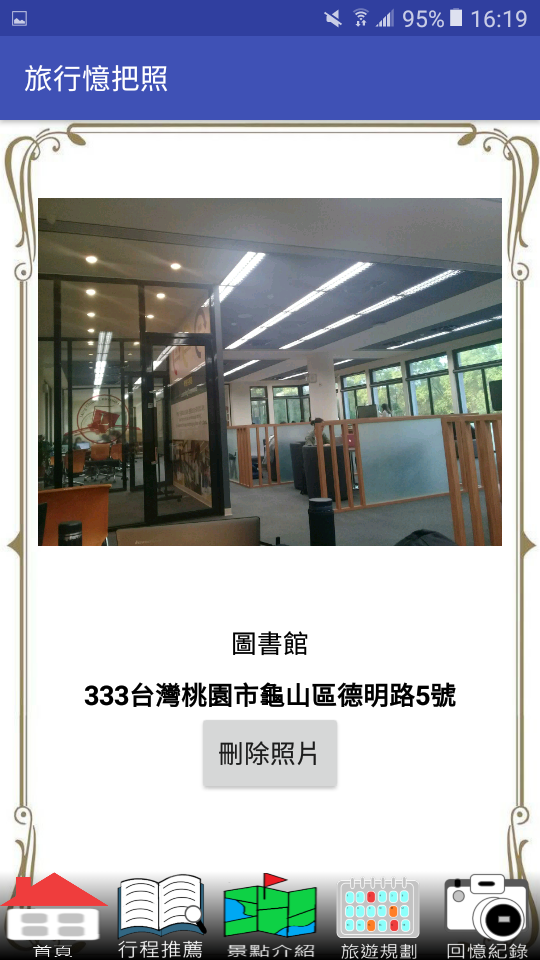 95% 16:19
旅行憶把照
圖書館
333台灣桃園市龜山區德明路5號
刪除照片
首頁 行程推薦 景點介紹 旅遊規劃 回憶紀錄